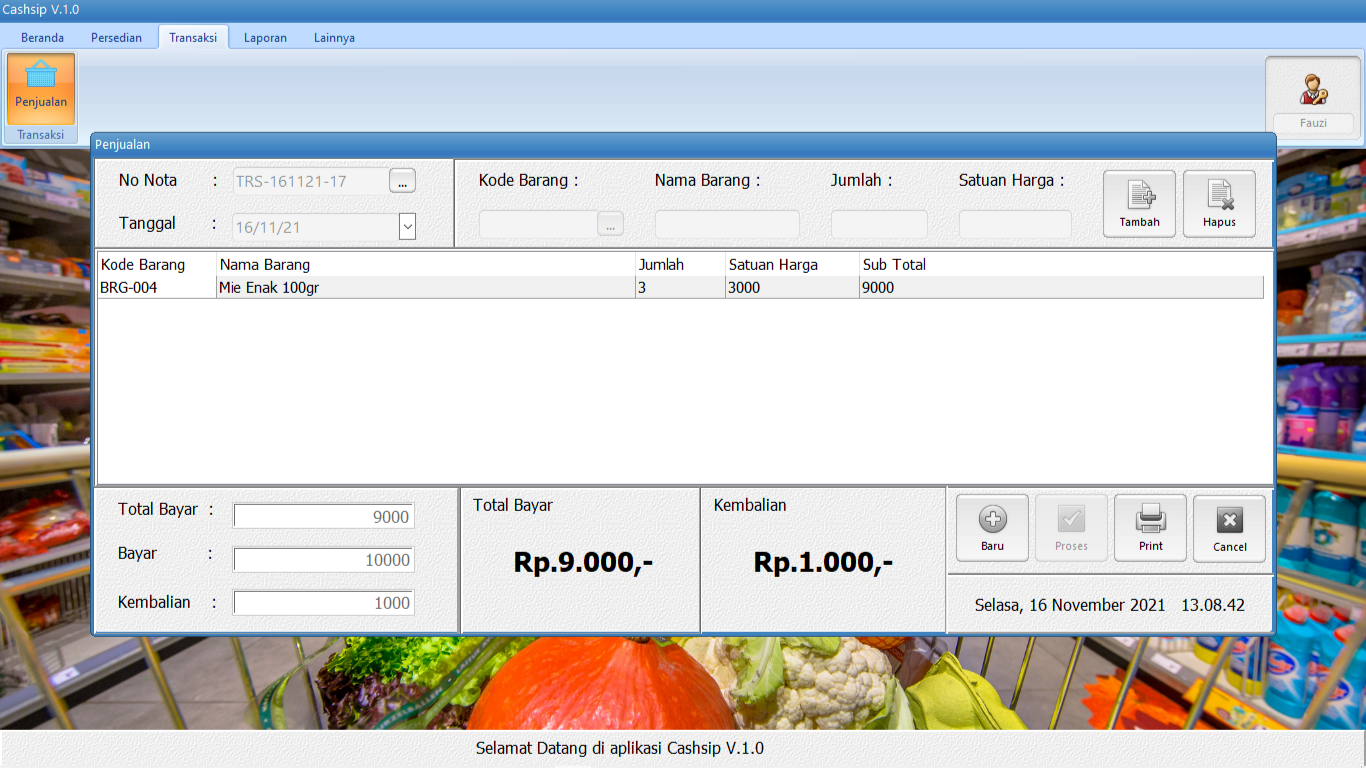 Cashsip V.1.0
Beranda Persedian Transaksi Laporan Lainnya
Penjualan
Transaksi
Fauzi
Penjualan
No Nota : TRS-161121-17 ...
Tanggal : 16/11/21
Kode Barang : Nama Barang : Jumlah : Satuan Harga :
...
Tambah Hapus
Kode Barang Nama Barang Jumlah Satuan Harga Sub Total
BRG-004 Mie Enak 100gr 3 3000 9000
Total Bayar : 9000
Bayar : 10000
Kembalian : 1000
Total Bayar
Rp.9.000,-
Kembalian
Rp.1.000,-
Baru Proses Print Cancel
Selasa, 16 November 2021 13.08.42
Selamat Datang di aplikasi Cashsip V.1.0